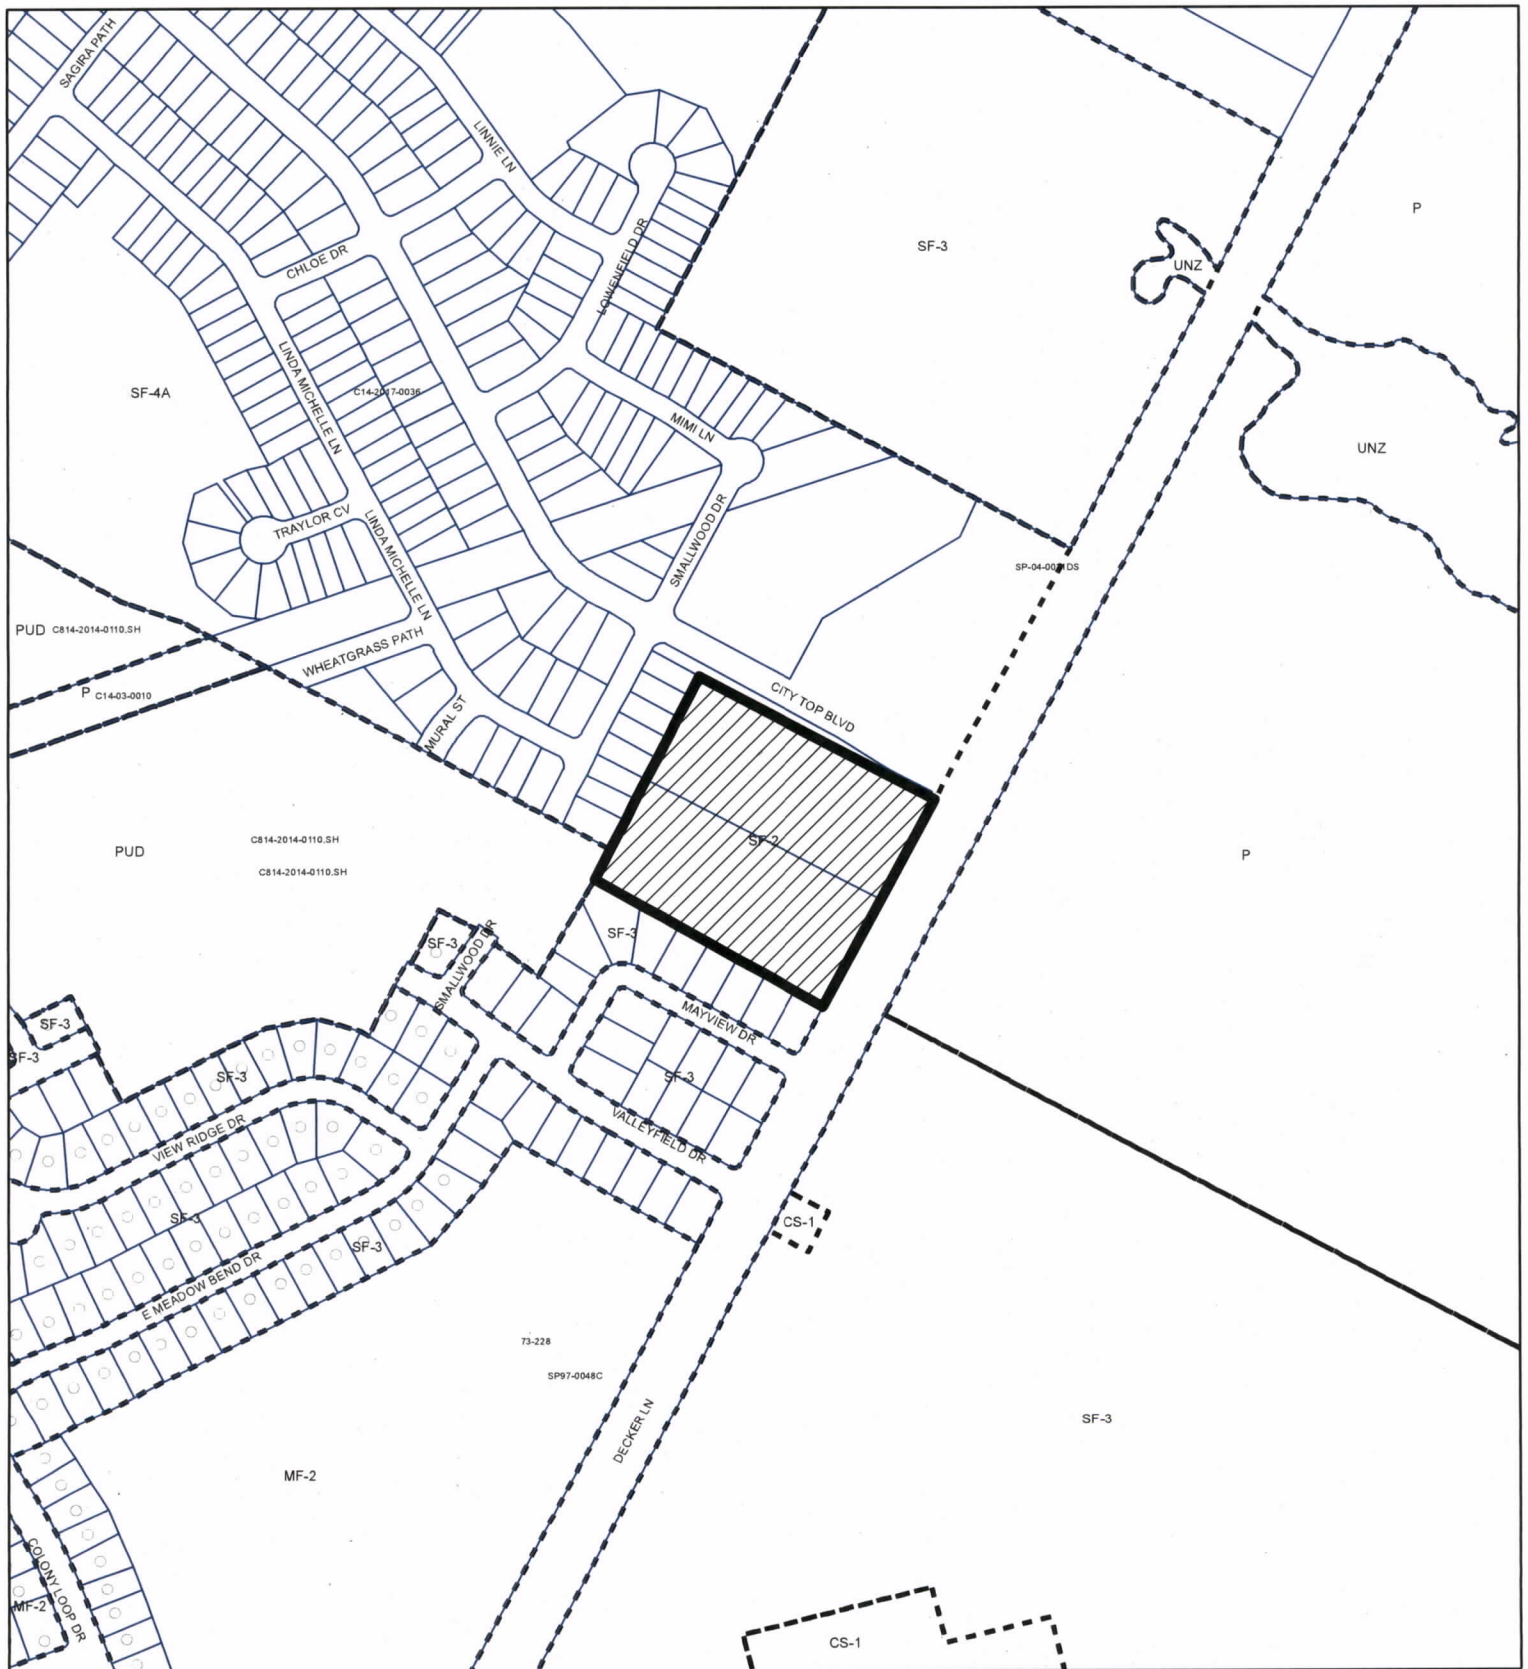 SAGIRA PATH
LINNIE LN
P
LOWENFIELD DR
SF-3
CHLOE DR
UNZ
LINDA MICHELLE LN
SF-4A
C14-2017-0036
MIMI LN
UNZ
TRAYLOR CV
LINDA MICHELLE LN
SMALLWOOD DR
PUD C814-2014-0110.SH
WHEATGRASS PATH
P C14-03-0010
CITY TOP BLVD
MURAL ST
SF-2
PUD
C814-2014-0110.SH
C814-2014-0110.SH
P
SF-3
SF-3
SMALLWOOD DR
SF-3
MAYVIEW DR
SF-3
SF-3
SF-3
VIEW RIDGE DR
VALLEYFIELD DR
SF-3
CS-1
SF-3
E MEADOW BEND DR
73-228
SP97-0048C
DECKER LN
SF-3
MF-2
COLONY LOOP DR
MF-2
CS-1